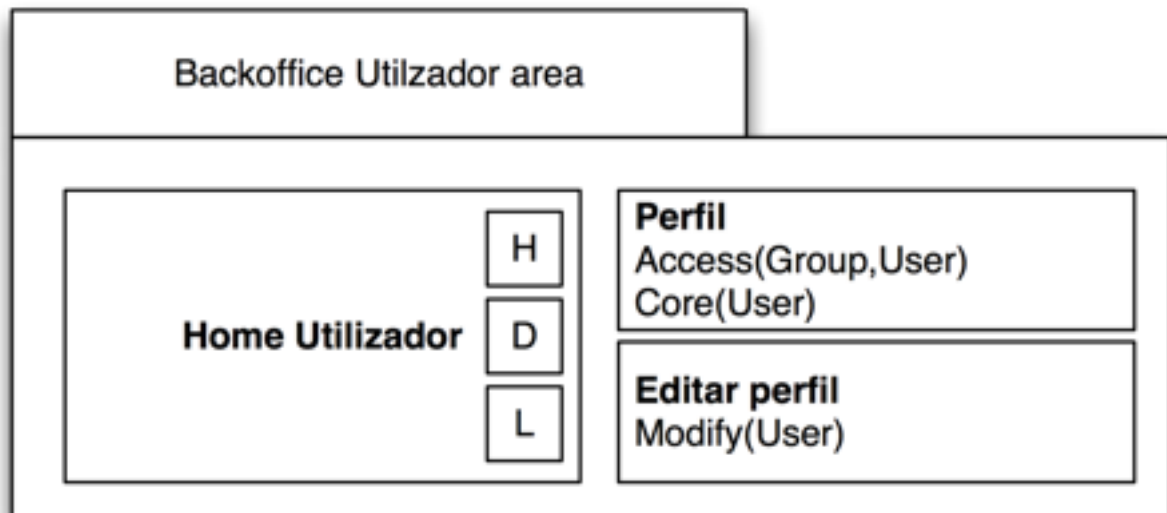 Backoffice Utilzador area
Home Utilizador
H
D
L
Perfil
Access(Group,User)
Core(User)
Editar perfil
Modify(User)